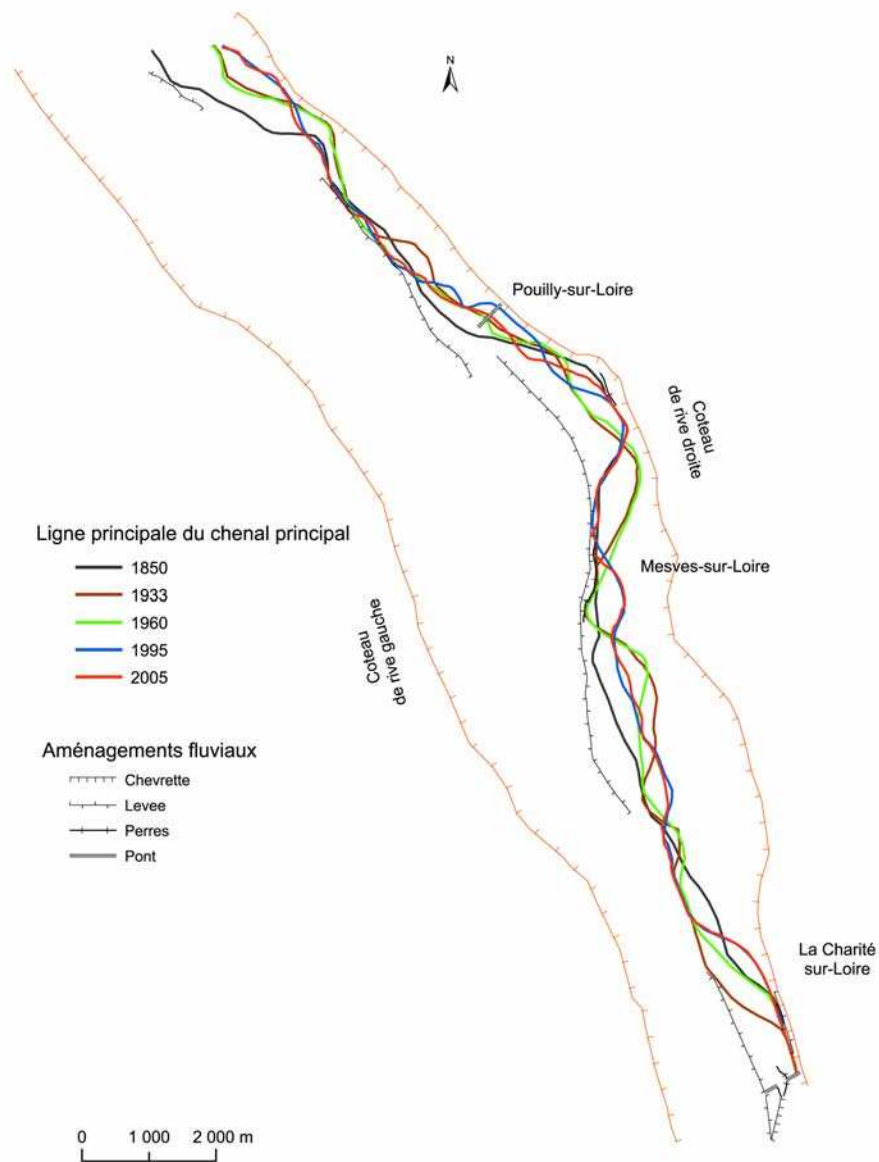 N
Pouilly-sur-Loire
Coteau
de rive droite
Ligne principale du chenal principal
1850
1933
1960
1995
2005
Mesves-sur-Loire
Coteau
de rive gauche
Aménagements fluviaux
Chevrette
Levee
Perres
Pont
La Charité
sur-Loire
0 1 000 2 000 m